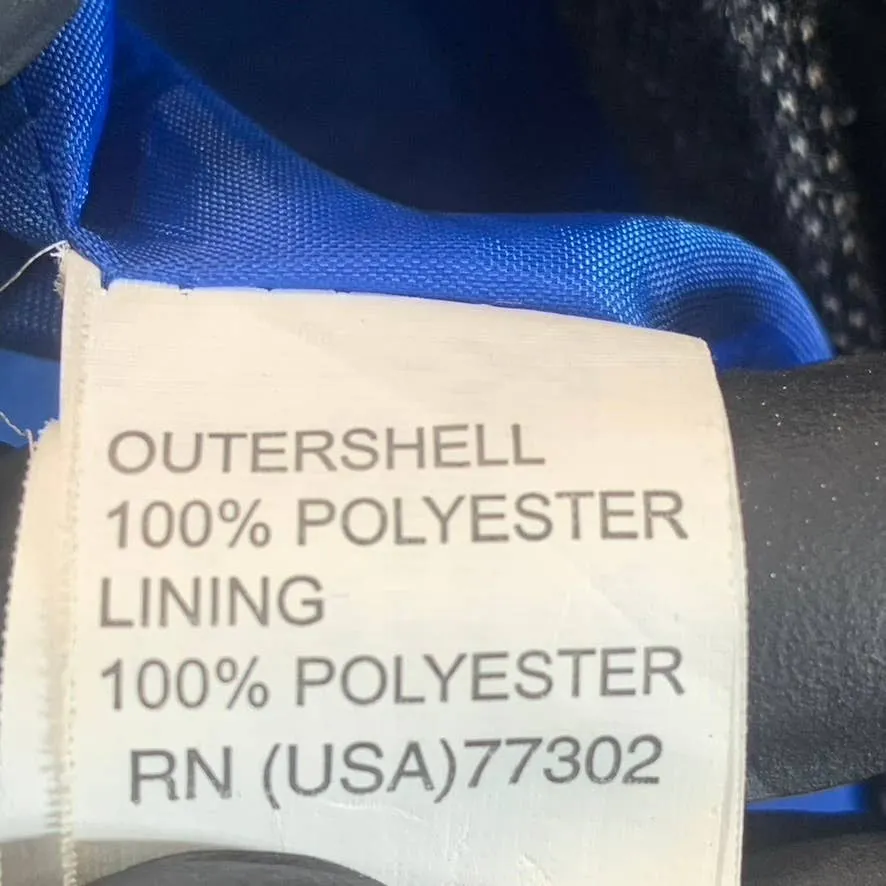 OUTERSHELL
100% POLYESTER
LINING
100% POLYESTER
RN (USA)77302